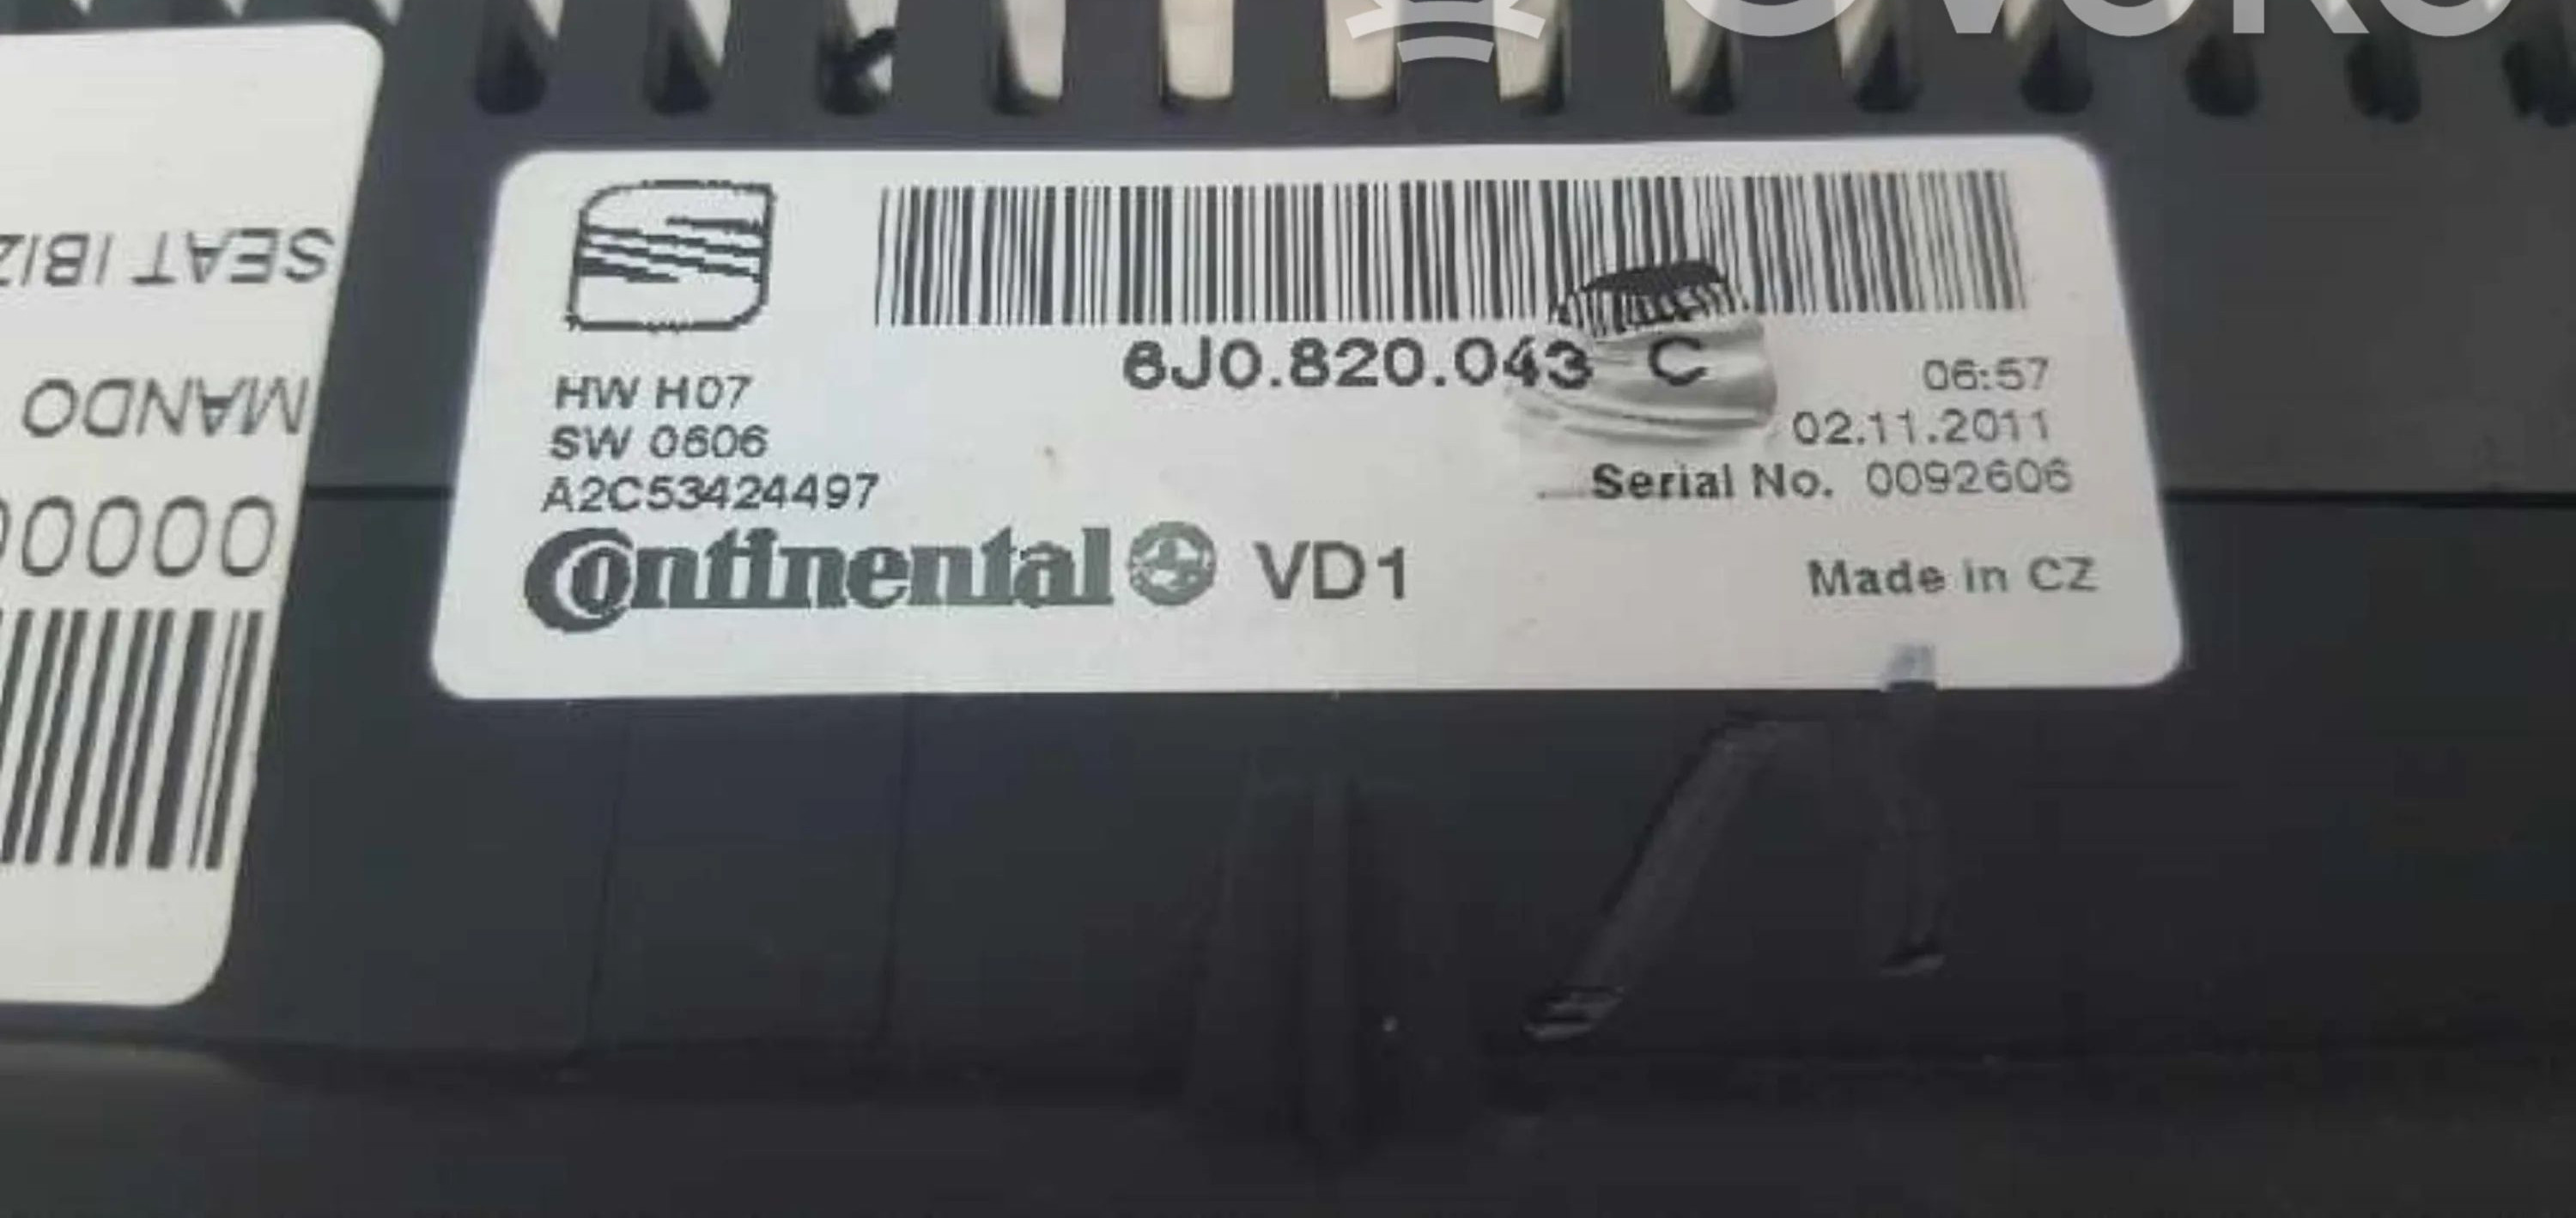 6J0.820.043 C
HW H07
SW 0606
A2C53424497
06:57
02.11.2011
Serial No. 0092606
Continental VD1
Made in CZ
SEAT IBIZ
MANDO
00000